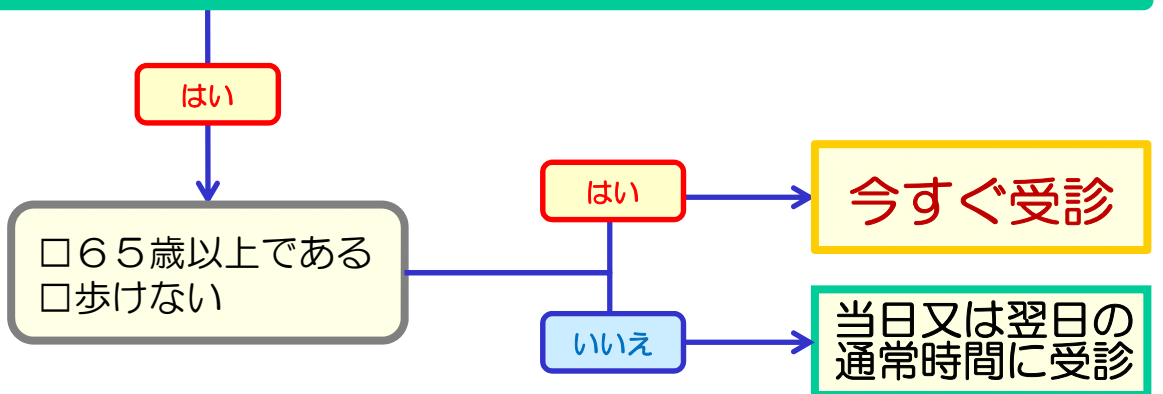 はい
□６５歳以上である
□歩けない
はい
今すぐ受診
いいえ
当日又は翌日の
通常時間に受診